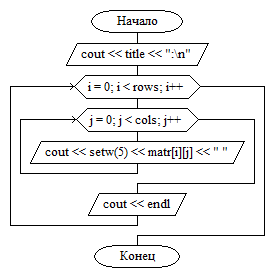 Начало
cout << title << ":\n"
i = 0; i < rows; i++
j = 0; j < cols; j++
cout << setw(5) << matr[i][j] << " "
cout << endl
Конец